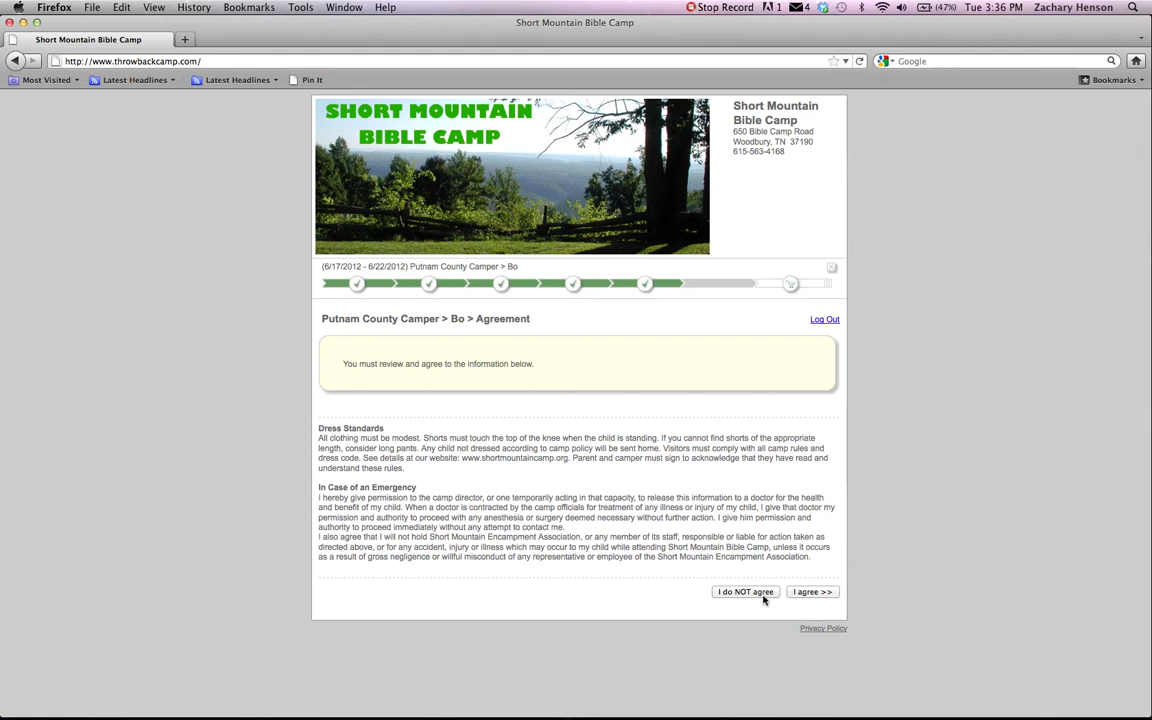 Firefox File Edit View History Bookmarks Tools Window Help Stop Record 1 4 (47%) Tue 3:36 PM Zachary Henson
Short Mountain Bible Camp
Short Mountain Bible Camp +
http://www.throwbackcamp.com/ Google
Most Visited Latest Headlines Latest Headlines Pin It Bookmarks
SHORT MOUNTAIN
BIBLE CAMP
Short Mountain
Bible Camp
650 Bible Camp Road
Woodbury, TN 37190
615-563-4168
(6/17/2012 - 6/22/2012) Putnam County Camper > Bo
Putnam County Camper > Bo > Agreement
Log Out
You must review and agree to the information below.
Dress Standards
All clothing must be modest. Shorts must touch the top of the knee when the child is standing. If you cannot find shorts of the appropriate
length, consider long pants. Any child not dressed according to camp policy will be sent home. Visitors must comply with all camp rules and
dress code. See details at our website: www.shortmountaincamp.org. Parent and camper must sign to acknowledge that they have read and
understand these rules.
In Case of an Emergency
I hereby give permission to the camp director, or one temporarily acting in that capacity, to release this information to a doctor for the health
and benefit of my child. When a doctor is contracted by the camp officials for treatment of any illness or injury of my child, I give that doctor my
permission and authority to proceed with any anesthesia or surgery deemed necessary without further action. I give him permission and
authority to proceed immediately without any attempt to contact me.
I also agree that I will not hold Short Mountain Encampment Association, or any member of its staff, responsible or liable for action taken as
directed above, or for any accident, injury or illness which may occur to my child while attending Short Mountain Bible Camp, unless it occurs
as a result of gross negligence or willful misconduct of any representative or employee of the Short Mountain Encampment Association.
I do NOT agree I agree >>
Privacy Policy